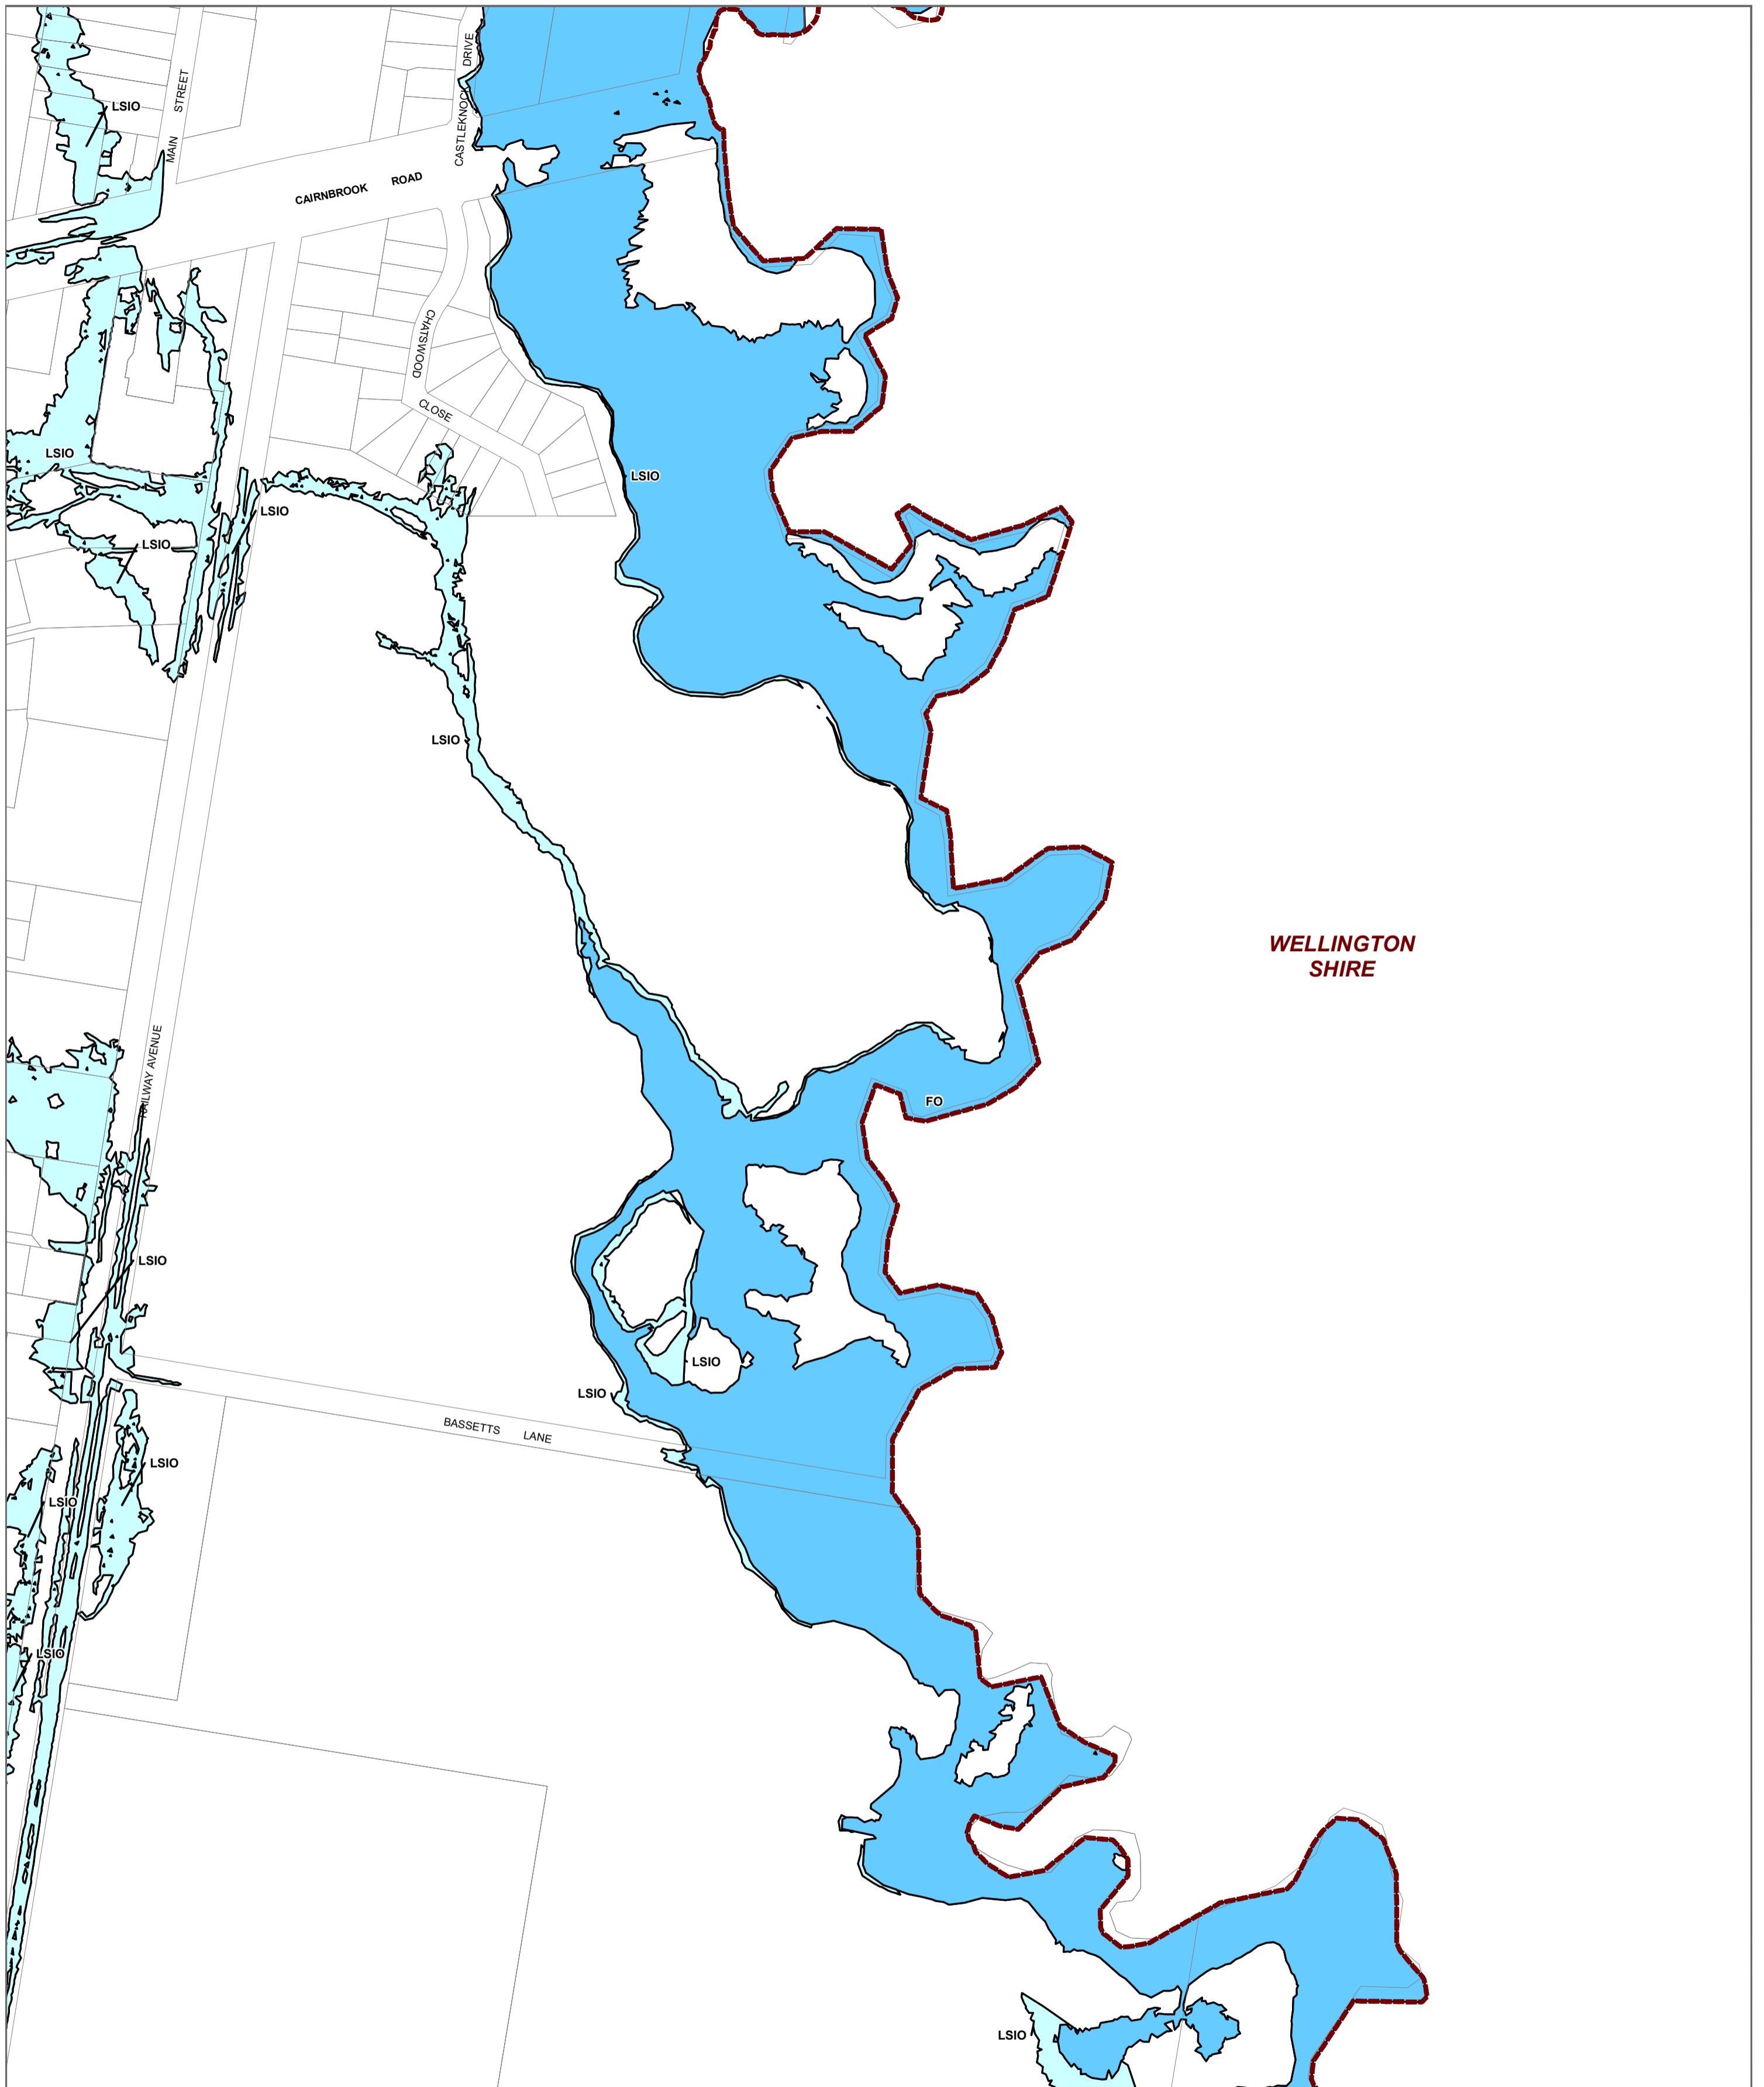 DRIVE
STREET
LSIO
MAIN
CASTLEKNOCK
CAIRNBROOK ROAD
CHATSWOOD
CLOSE
LSIO
LSIO
LSIO
LSIO
LSIO
WELLINGTON
SHIRE
RAILWAY AVENUE
FO
LSIO
LSIO
LSIO
BASSETTS LANE
LSIO
LSIO
LSIO
LSIO